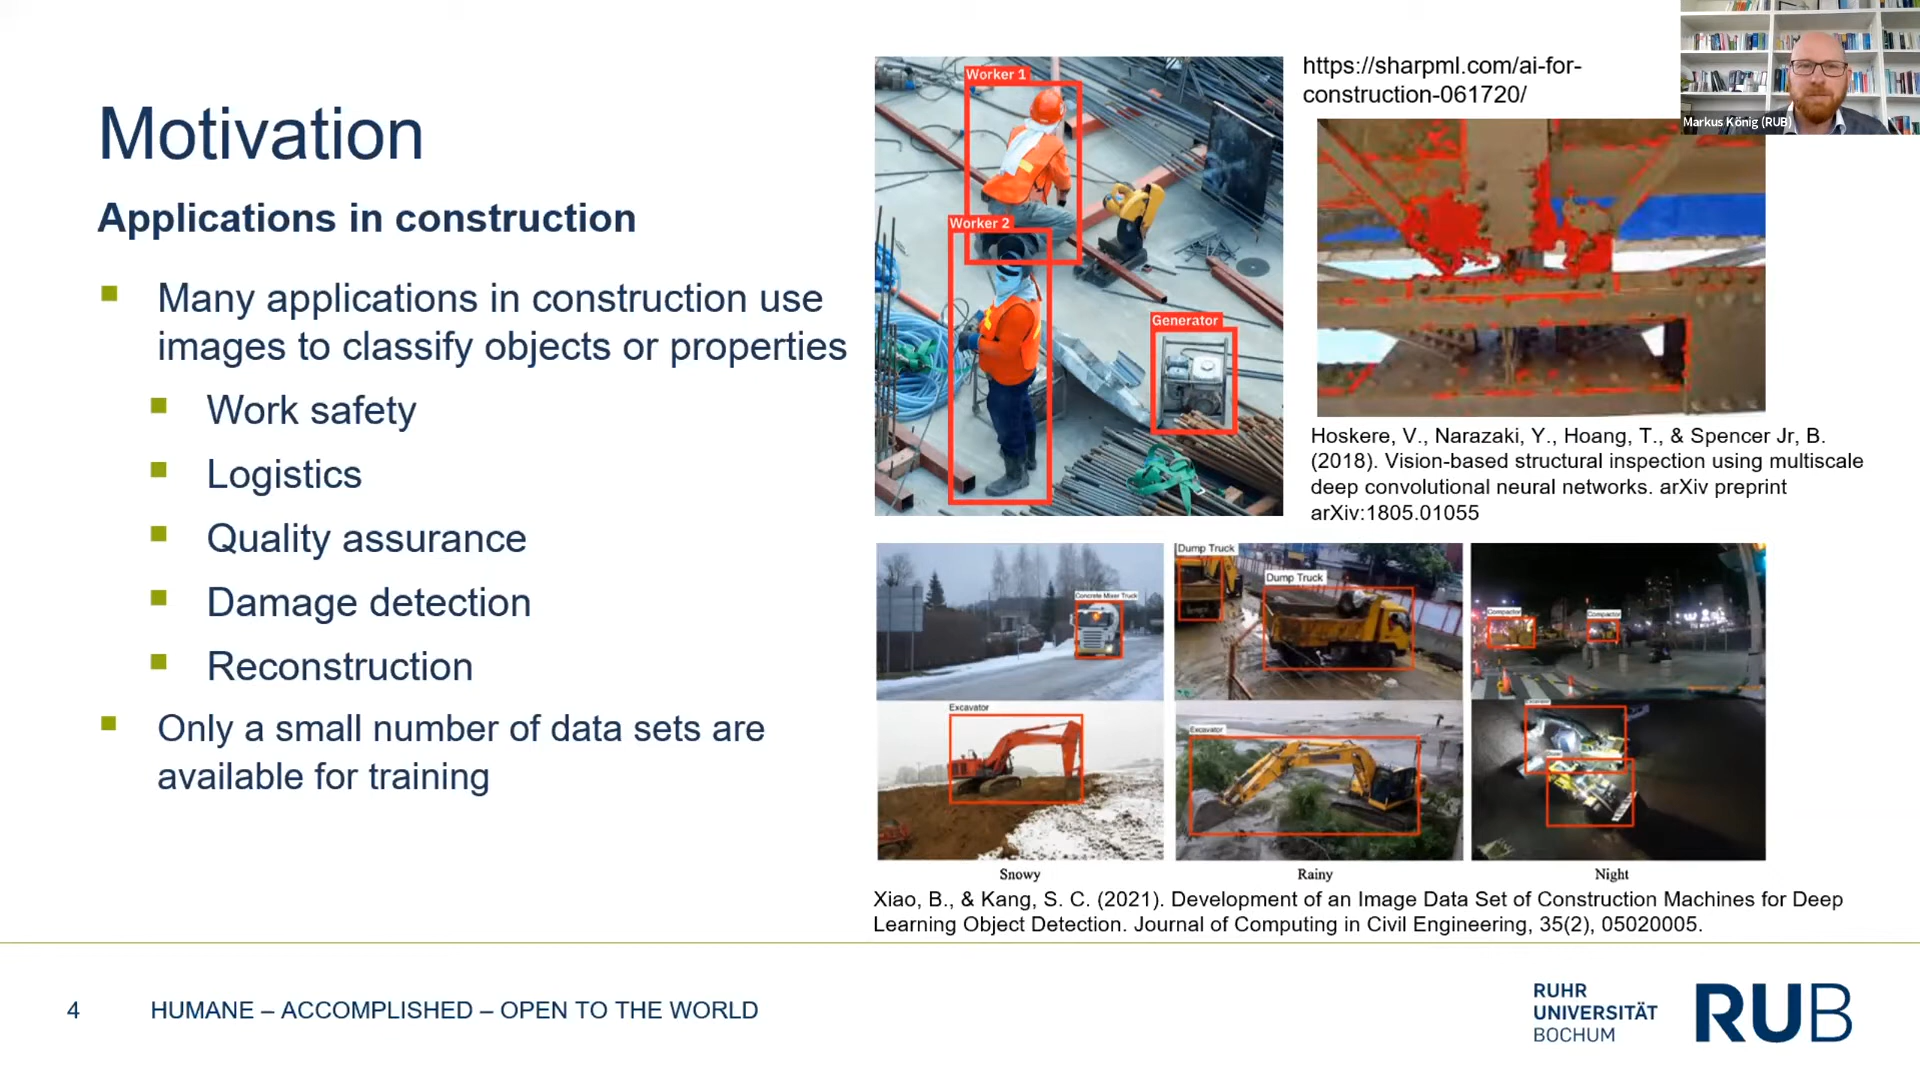 Motivation
Applications in construction
Many applications in construction use
images to classify objects or properties
Work safety
Logistics
Quality assurance
Damage detection
Reconstruction
Only a small number of data sets are
available for training
Worker 1
Worker 2
Generator
https://sharpml.com/ai-for-
construction-061720/
Markus König (RUB)
Hoskere, V., Narazaki, Y., Hoang, T., & Spencer Jr, B.
(2018). Vision-based structural inspection using multiscale
deep convolutional neural networks. arXiv preprint
arXiv:1805.01055
Concrete Mixer Truck
Dump Truck
Dump Truck
Compactor
Compactor
Excavator
Excavator
Excavator
Snowy
Rainy
Night
Xiao, B., & Kang, S. C. (2021). Development of an Image Data Set of Construction Machines for Deep
Learning Object Detection. Journal of Computing in Civil Engineering, 35(2), 05020005.
4
HUMANE – ACCOMPLISHED – OPEN TO THE WORLD
RUHR
UNIVERSITÄT
BOCHUM
RUB